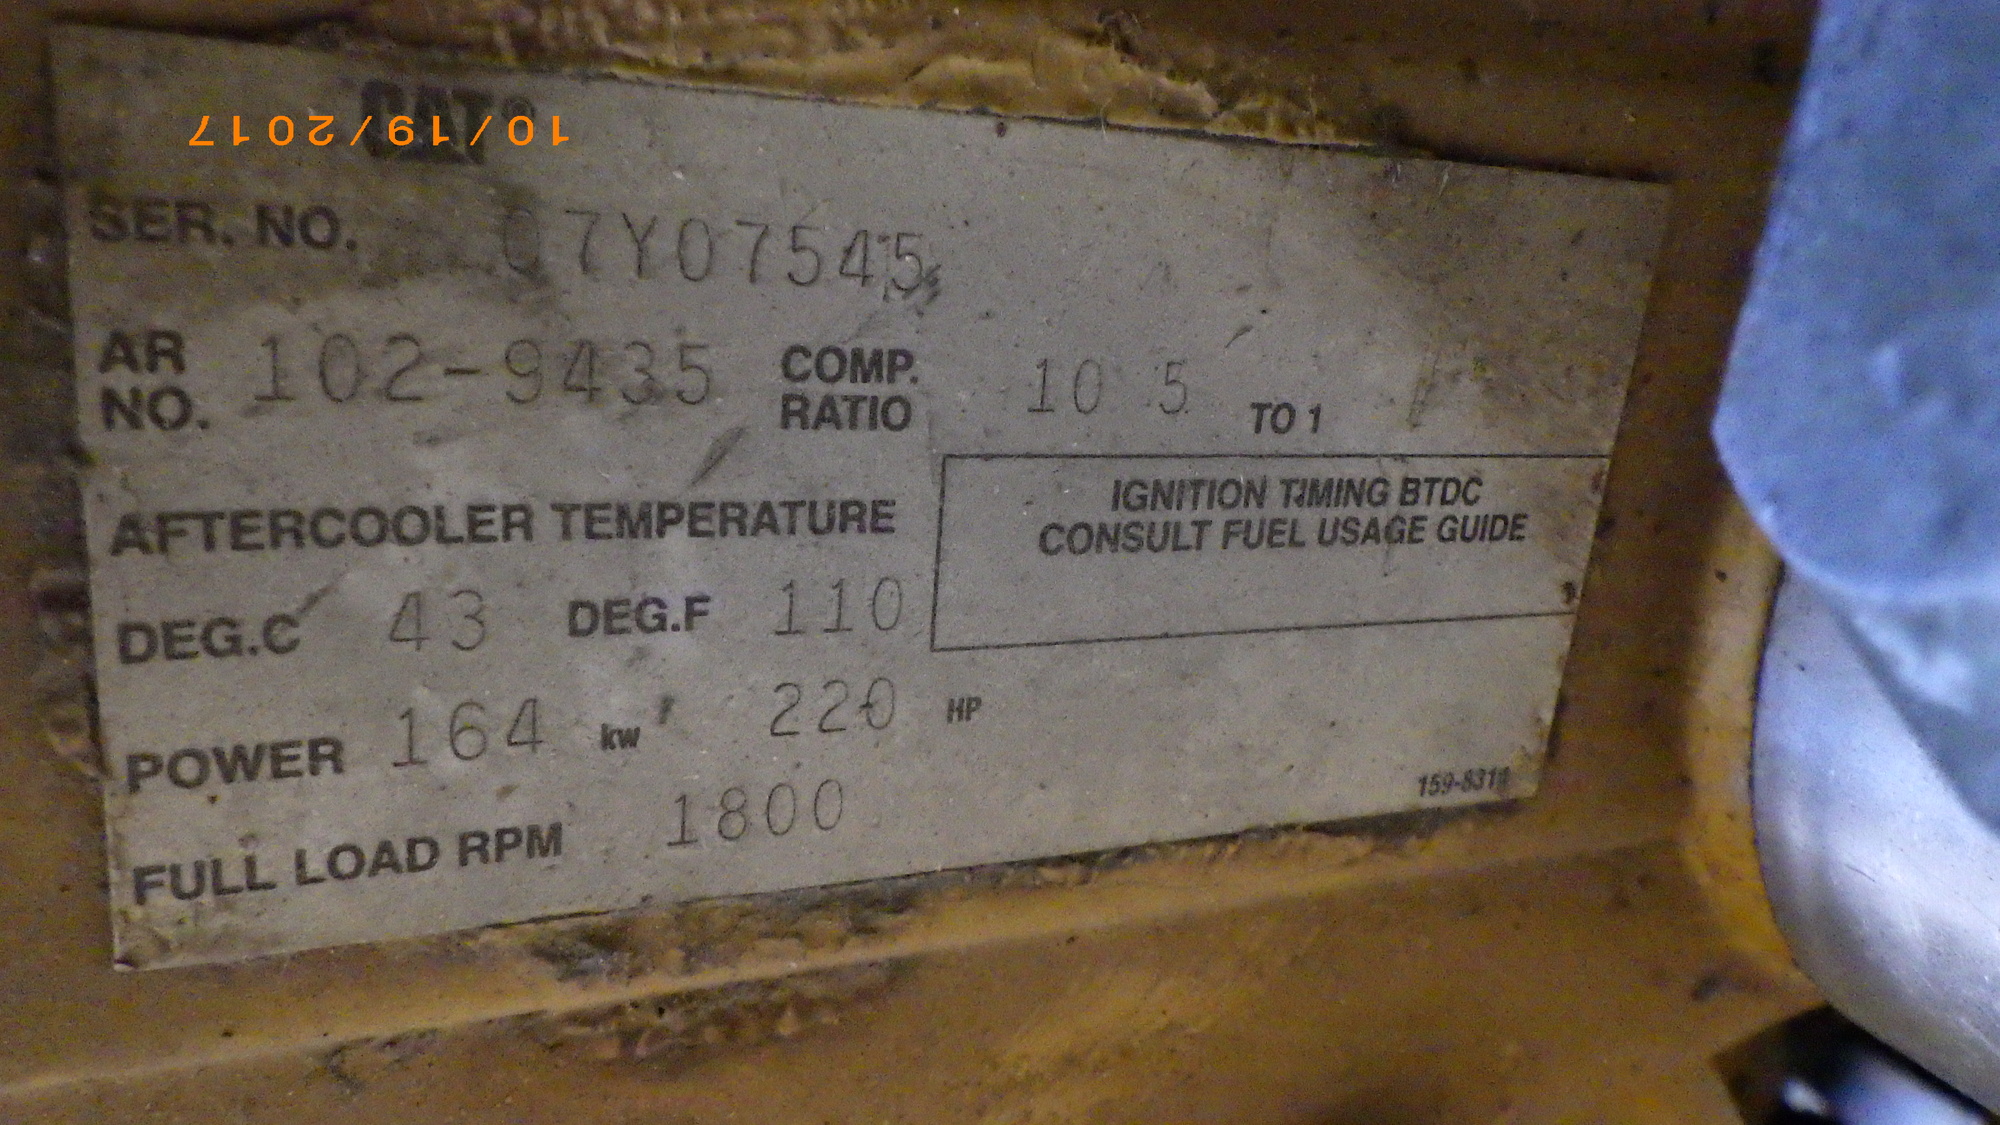 CAT®
10/19/2017
SER. NO. 07Y07545
AR NO. 102-9435 COMP. RATIO 10 5 TO 1
AFTERCOOLER TEMPERATURE
IGNITION TIMING BTDC
CONSULT FUEL USAGE GUIDE
DEG.C 43 DEG.F 110
POWER 164 kw 220 HP
FULL LOAD RPM 1800